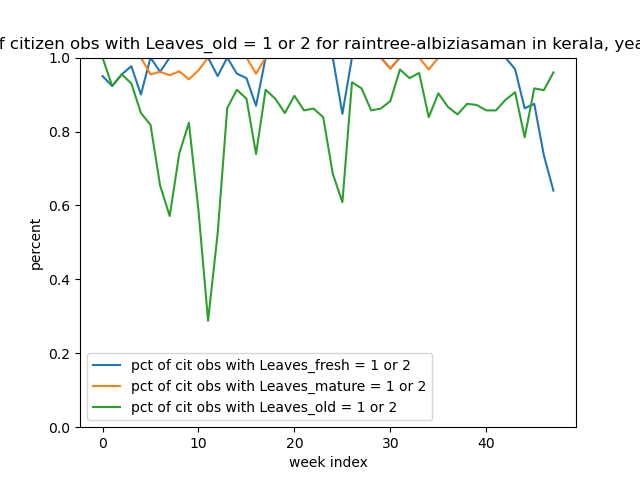 f citizen obs with Leaves_old = 1 or 2 for raintree-albiziasaman in kerala, yea
1.0
0.8
0.6
0.4
0.2
0.0
percent
pct of cit obs with Leaves_fresh = 1 or 2
pct of cit obs with Leaves_mature = 1 or 2
pct of cit obs with Leaves_old = 1 or 2
0 10 20 30 40
week index